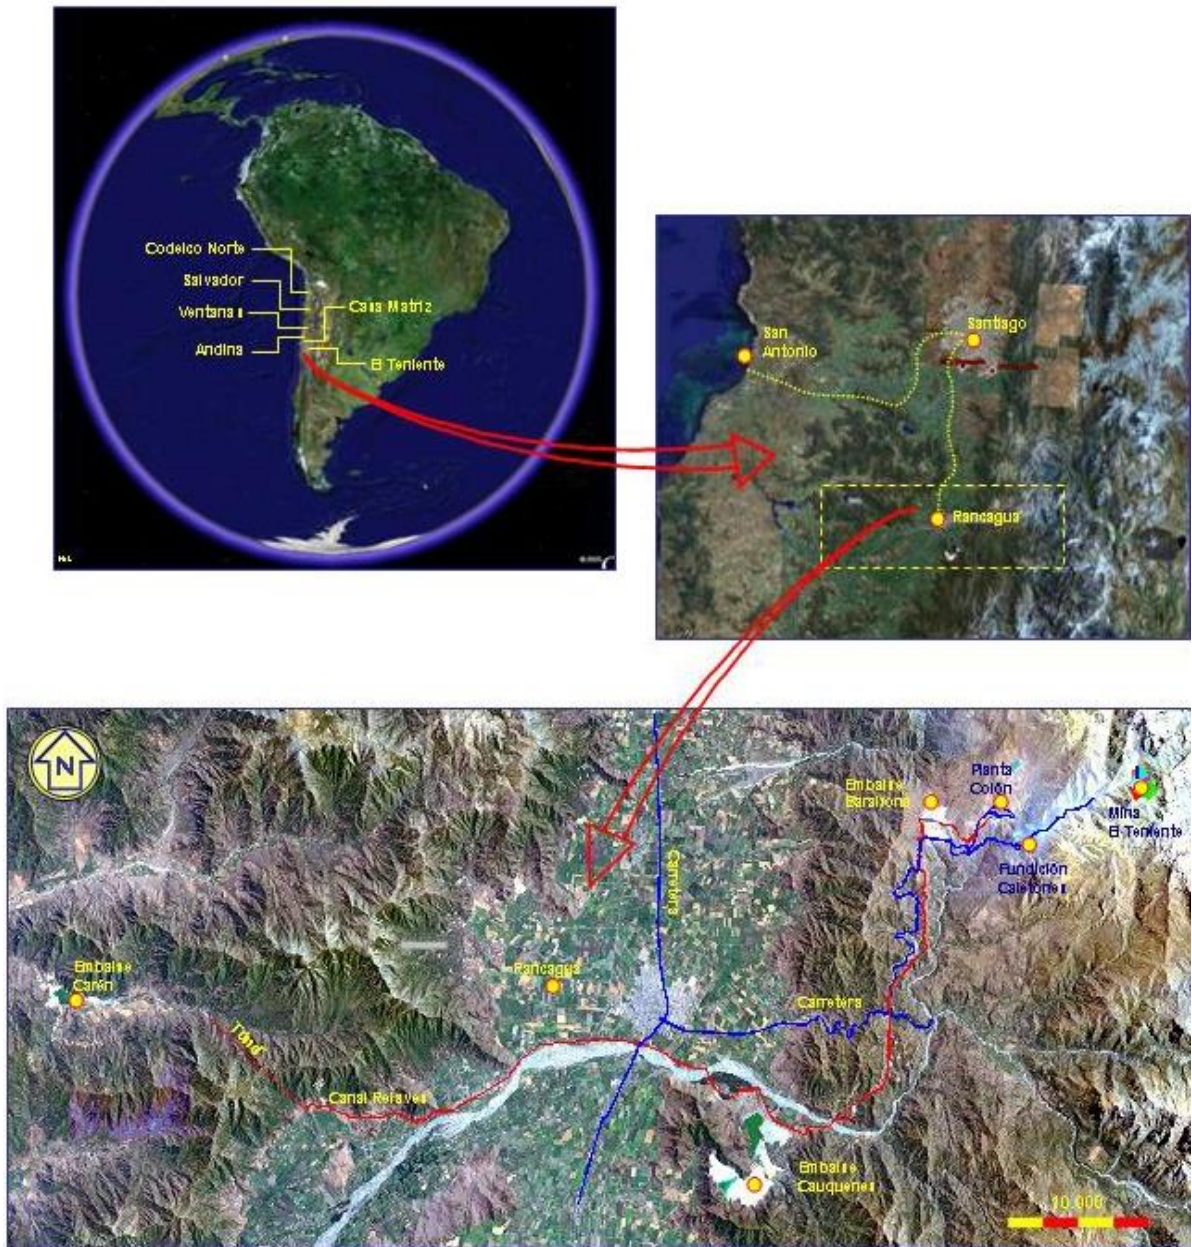 Codelco Norte
Salvador
Ventanas
Andina
Casa Matriz
El Teniente
San
Antonio
Santiago
Rancagua
N
Embalse
Barahona
Planta
Colón
Mina
El Teniente
Fundición
Caletones
Carretera
Embalse
Carén
Rancagua
Carretera
Túnel
Canal Relaves
Embalse
Cauquenes
10.000